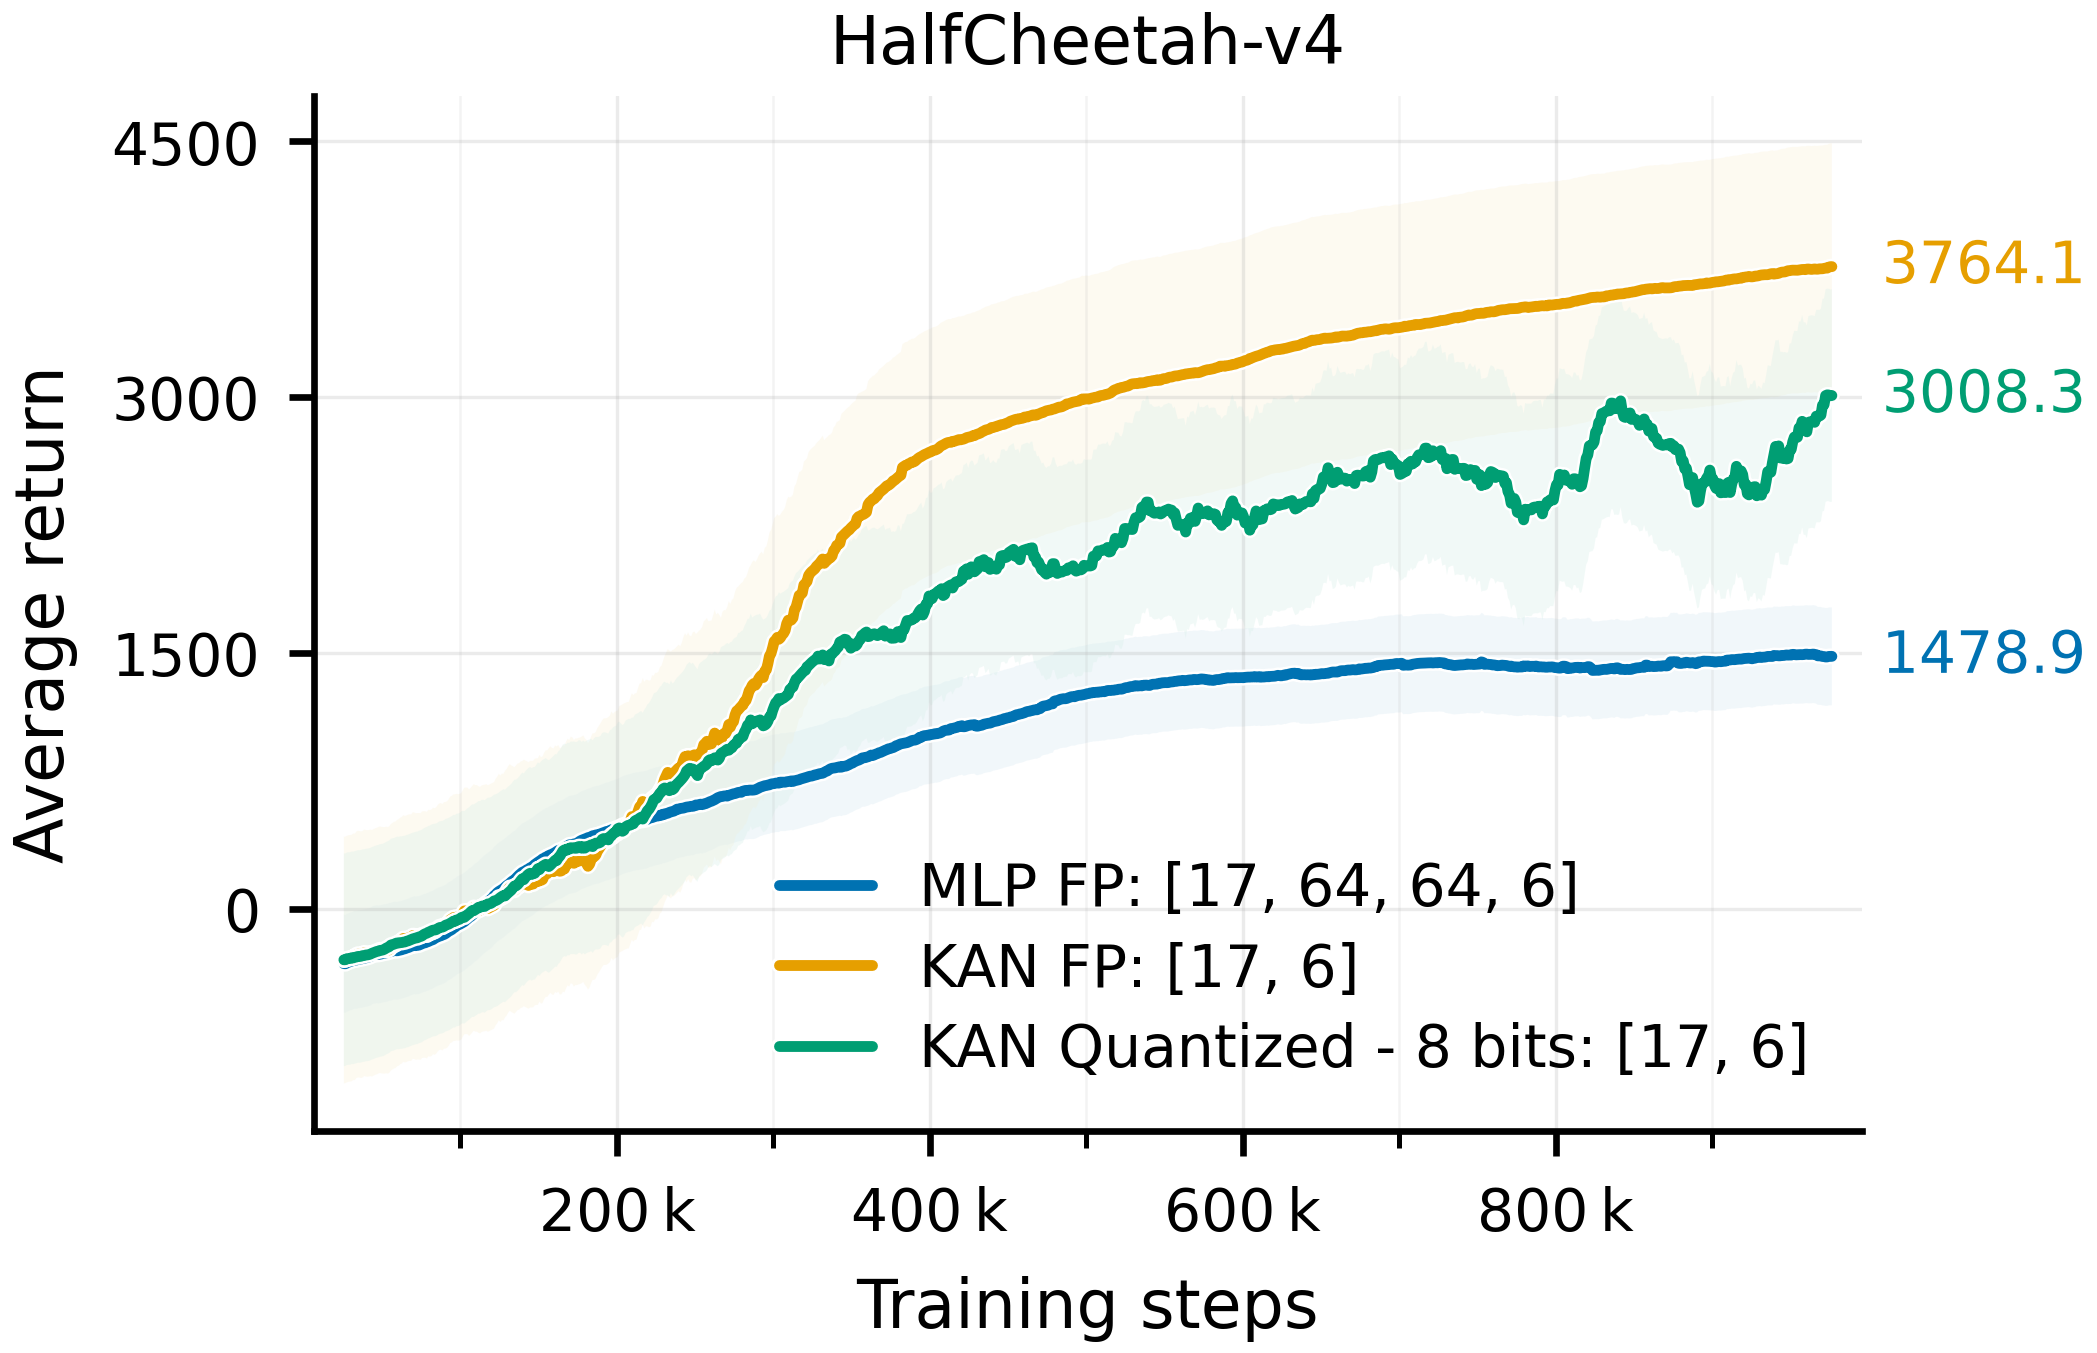 HalfCheetah-v4
Average return
4500
3000
1500
0
3764.1
3008.3
1478.9
MLP FP: [17, 64, 64, 6]
KAN FP: [17, 6]
KAN Quantized - 8 bits: [17, 6]
200 k
400 k
600 k
800 k
Training steps